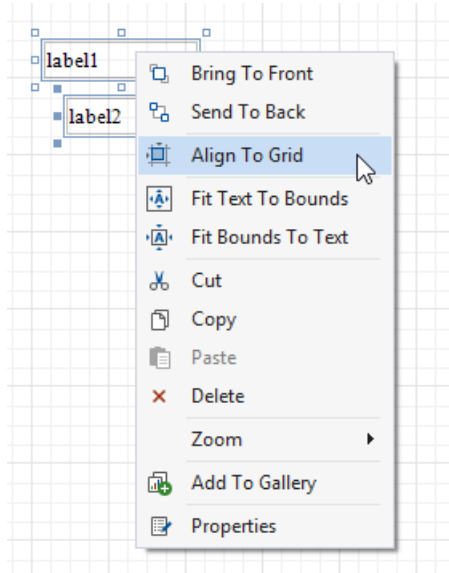 label1
label2
Bring To Front
Send To Back
Align To Grid
Fit Text To Bounds
Fit Bounds To Text
Cut
Copy
Paste
Delete
Zoom
Add To Gallery
Properties